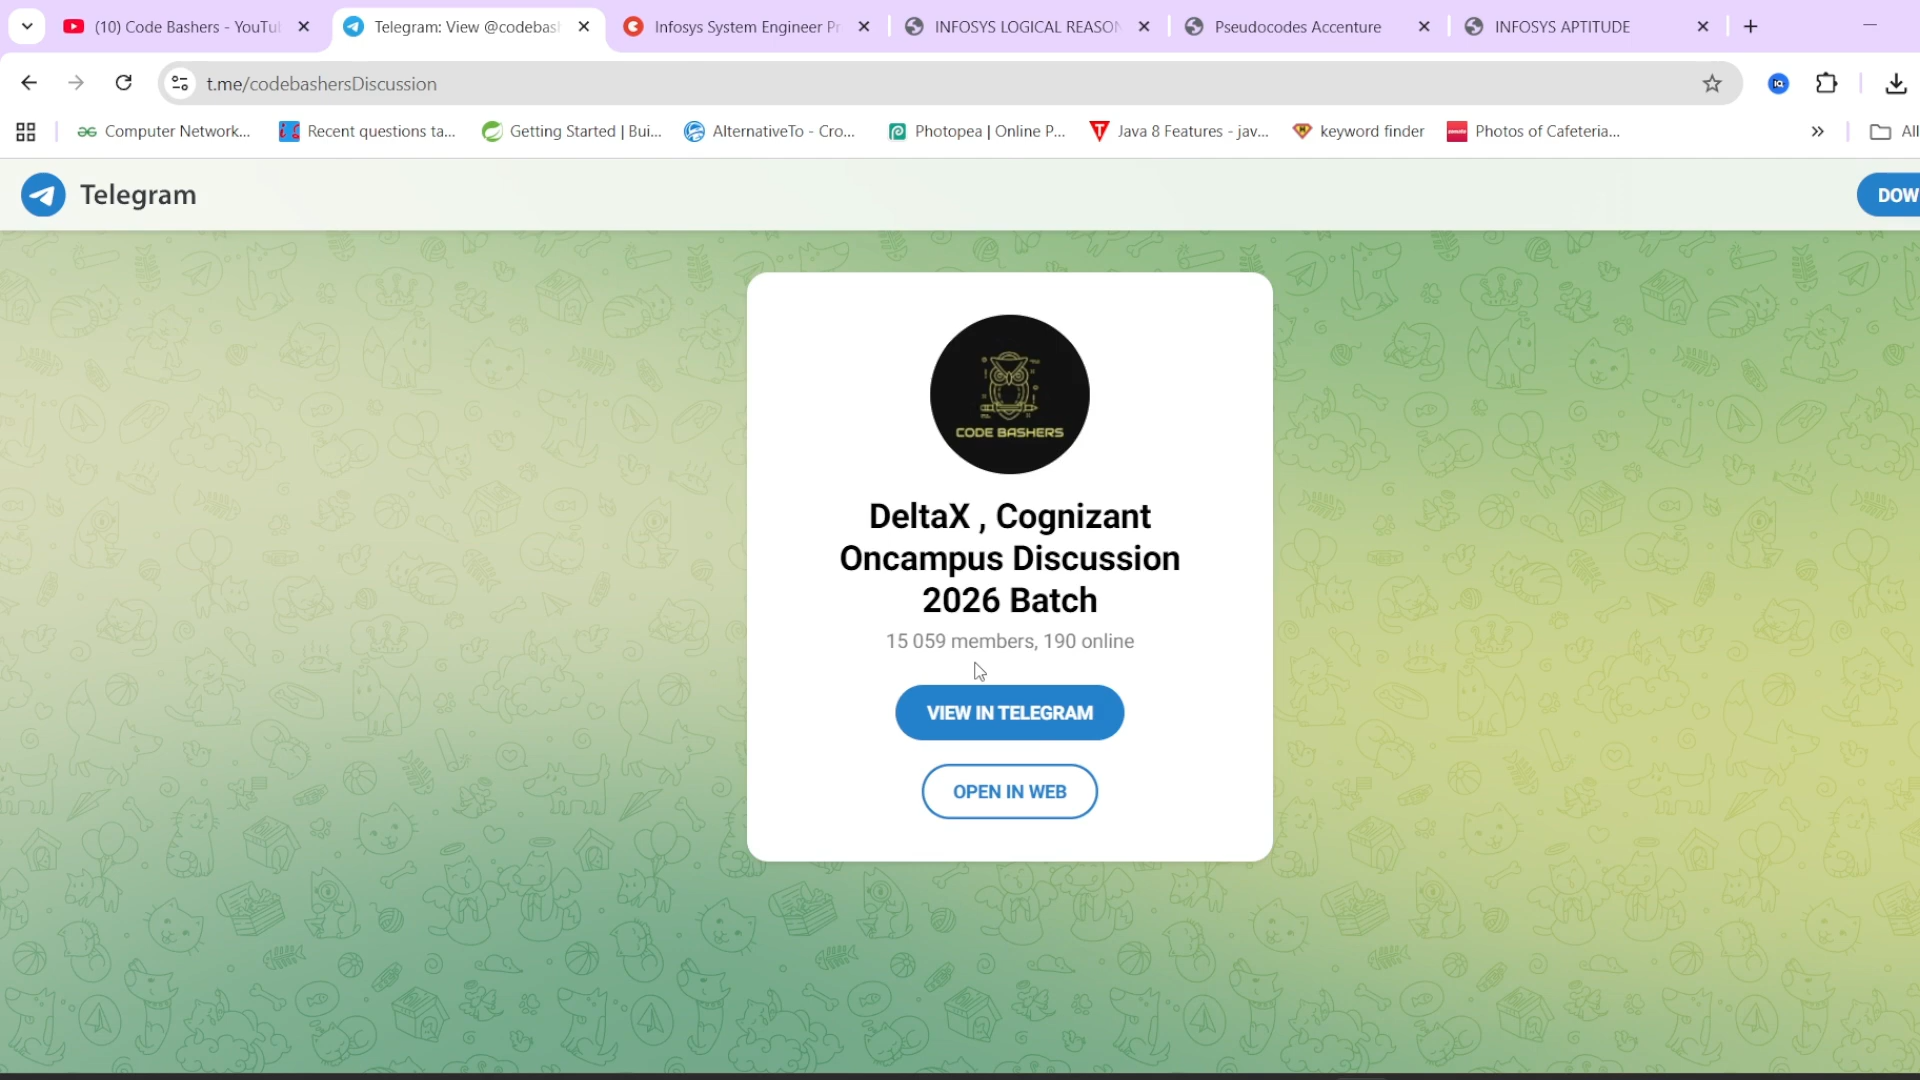 (10) Code Bashers - YouTu
Telegram: View @codebash
Infosys System Engineer Pr
INFOSYS LOGICAL REASON
Pseudocodes Accenture
INFOSYS APTITUDE
t.me/codebashersDiscussion
Computer Network...
Recent questions ta...
Getting Started | Bui...
AlternativeTo - Cro...
Photopea | Online P...
Java 8 Features - jav...
keyword finder
Photos of Cafeteria...
All
Telegram
DOW
CODE BASHERS
DeltaX , Cognizant
Oncampus Discussion
2026 Batch
15 059 members, 190 online
VIEW IN TELEGRAM
OPEN IN WEB